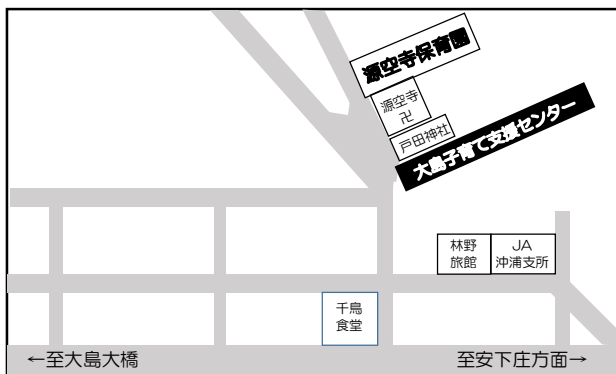 源空寺保育園
源空寺
卍
戸田神社
大島子育て支援センター
林野
旅館
JA
沖浦支所
千鳥
食堂
←至大島大橋
至安下庄方面→